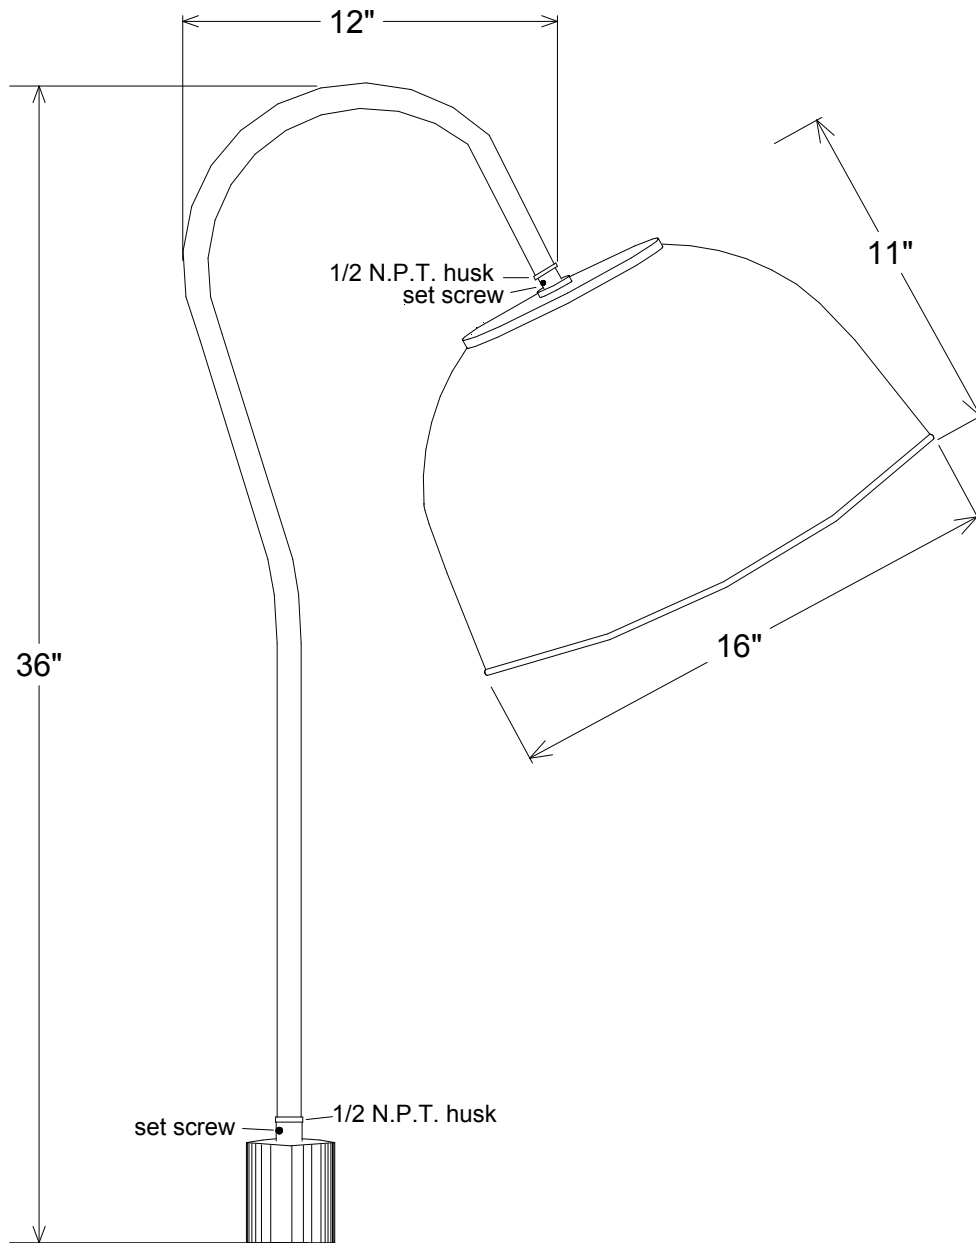 12"
11"
1/2 N.P.T. husk
set screw
16"
36"
1/2 N.P.T. husk
set screw